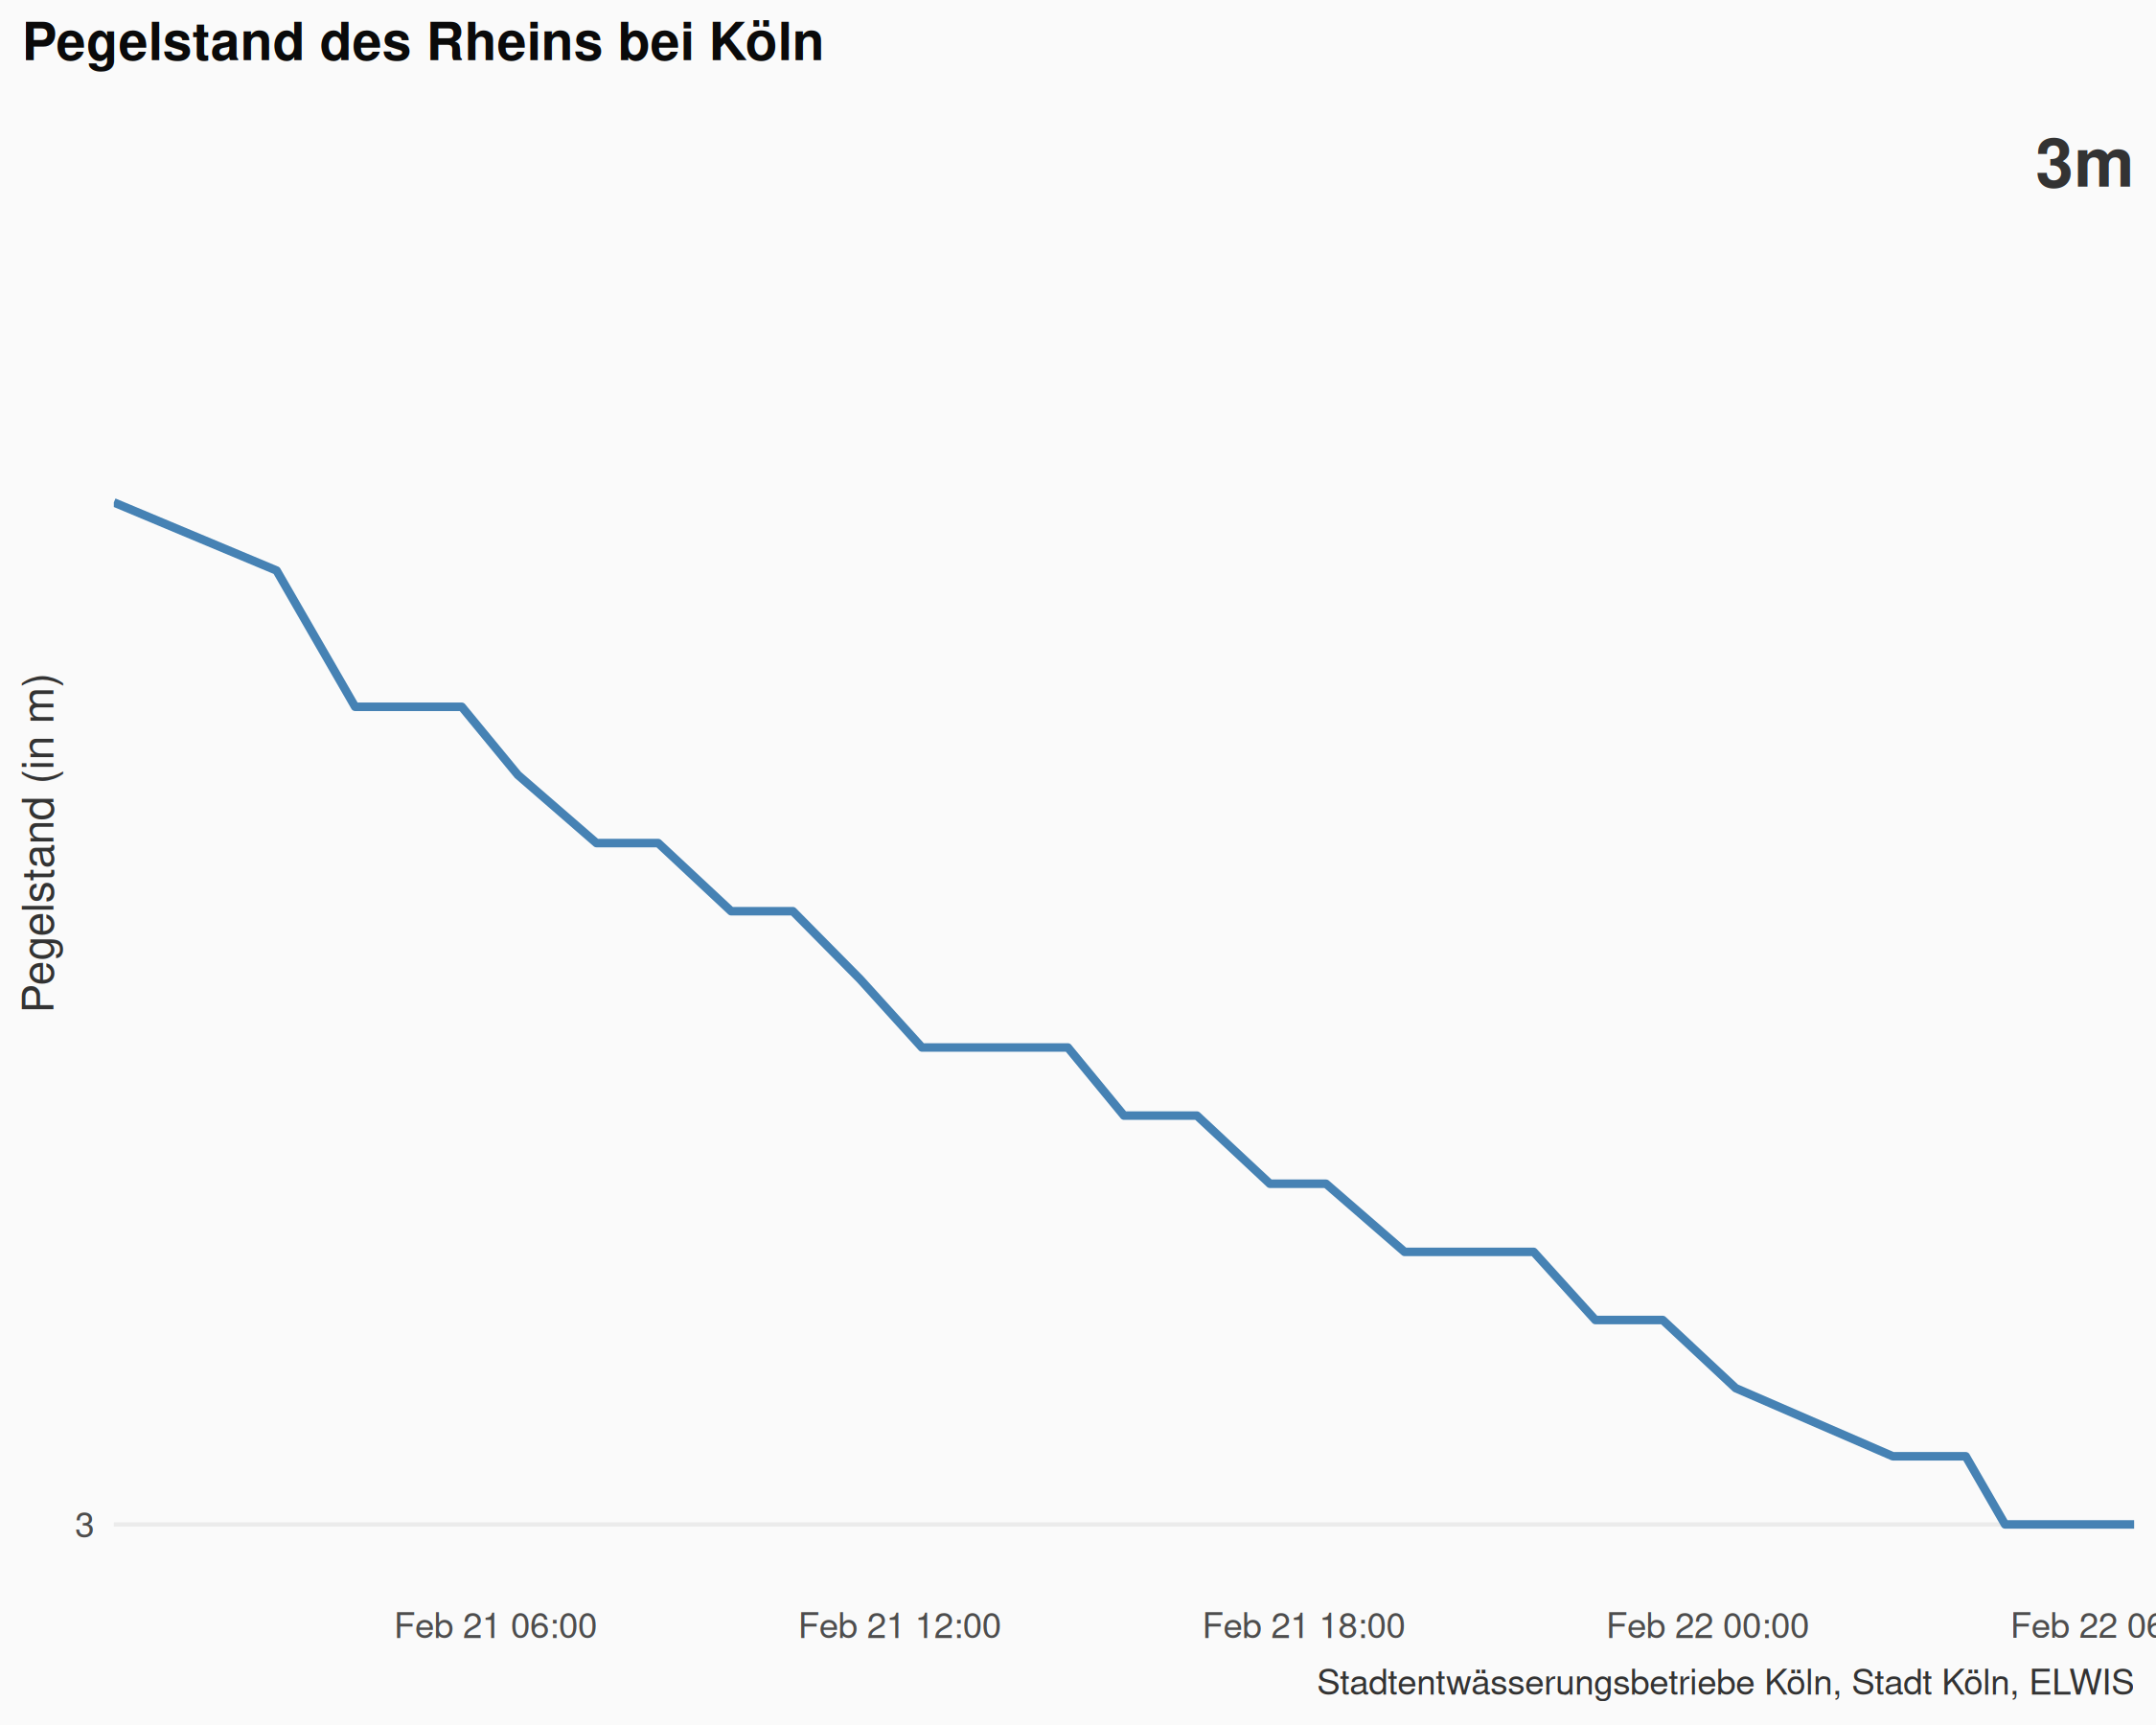 Pegelstand des Rheins bei Köln
3m
Pegelstand (in m)
3
Feb 21 06:00 Feb 21 12:00 Feb 21 18:00 Feb 22 00:00 Feb 22 06
Stadtentwässerungsbetriebe Köln, Stadt Köln, ELWIS